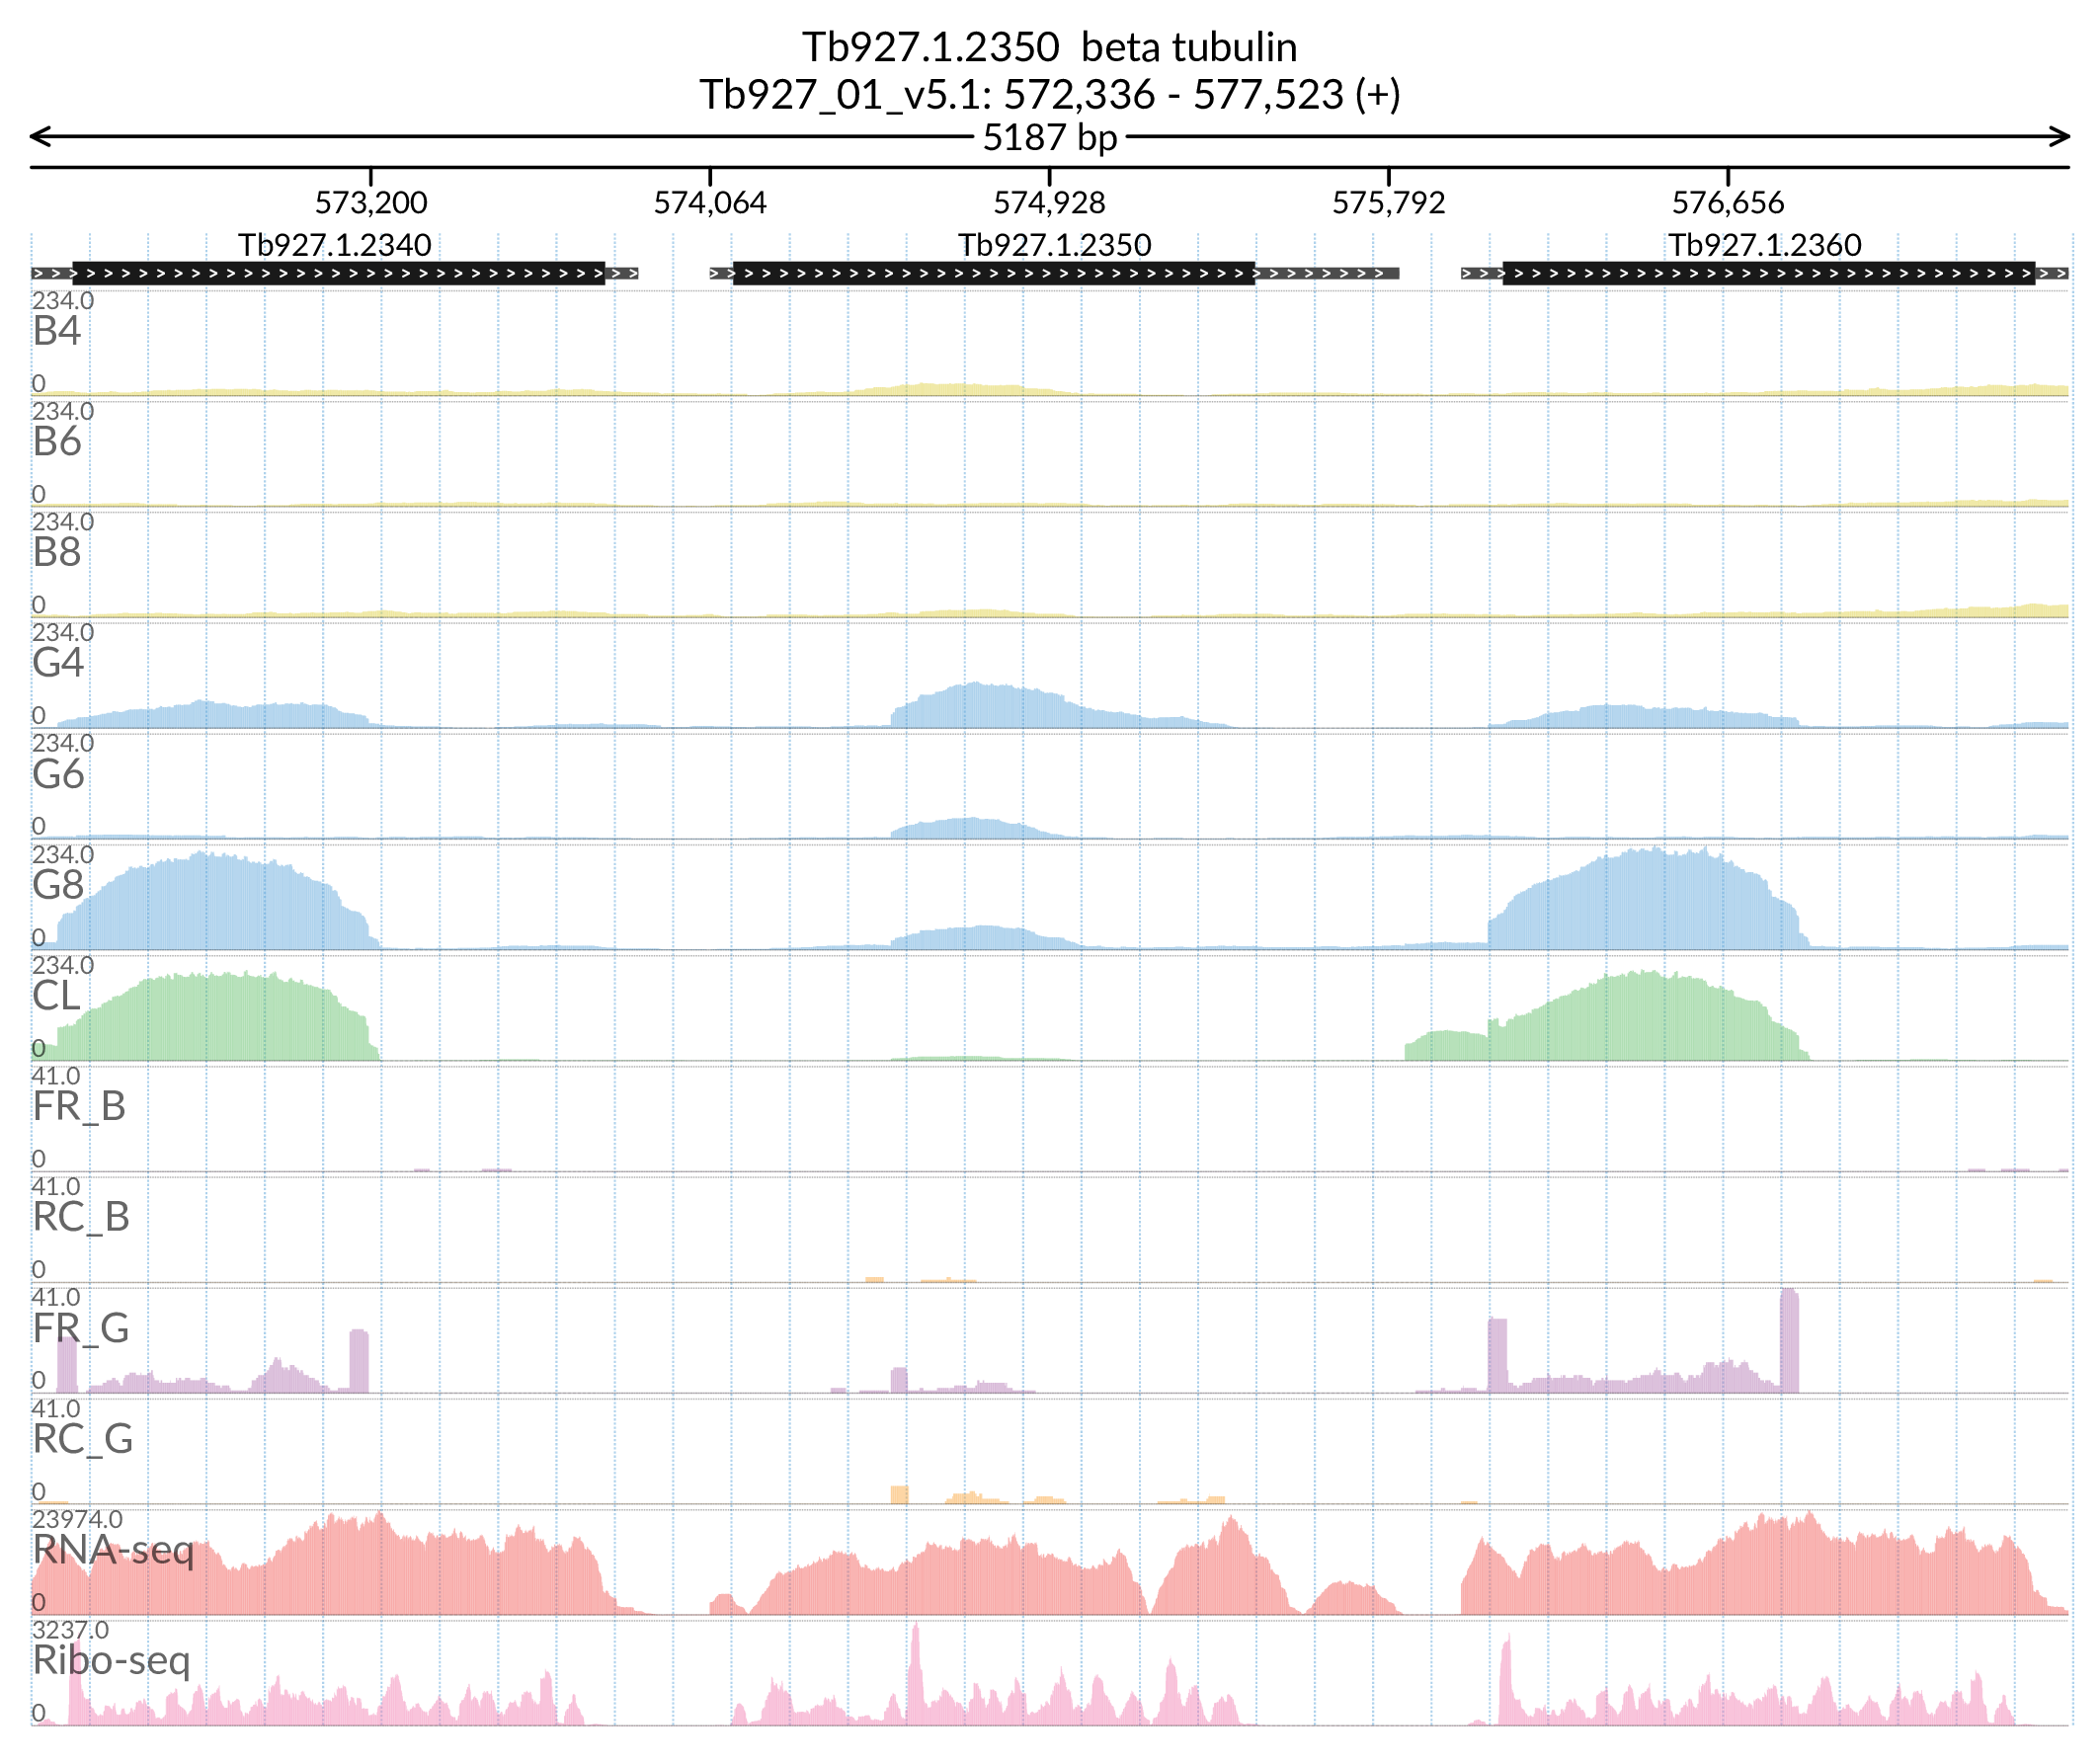 Tb927.1.2350 beta tubulin
Tb927_01_v5.1: 572,336 - 577,523 (+)
5187 bp
573,200 574,064 574,928 575,792 576,656
Tb927.1.2340 Tb927.1.2350 Tb927.1.2360
234.0
B4
0
234.0
B6
0
234.0
B8
0
234.0
G4
0
234.0
G6
0
234.0
G8
0
234.0
CL
0
41.0
FR_B
0
41.0
RC_B
0
41.0
FR_G
0
41.0
RC_G
0
23974.0
RNA-seq
0
3237.0
Ribo-seq
0